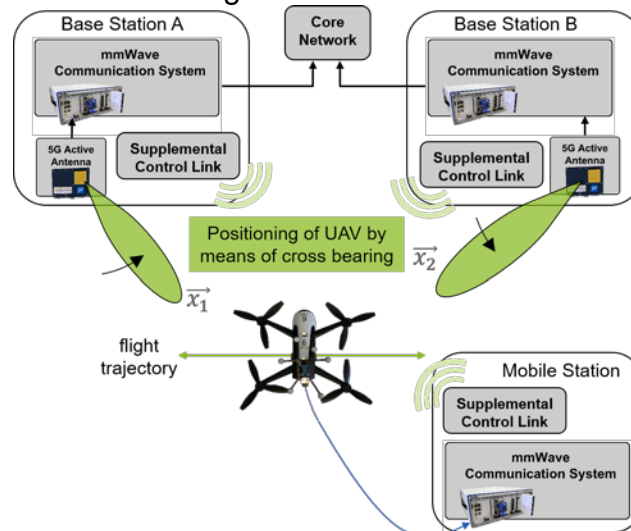 Base Station A
mmWave
Communication System
5G Active
Antenna
Supplemental
Control Link
Core
Network
Base Station B
mmWave
Communication System
Supplemental
Control Link
5G Active
Antenna
Positioning of UAV by
means of cross bearing
x₁
x₂
flight
trajectory
Mobile Station
Supplemental
Control Link
mmWave
Communication System